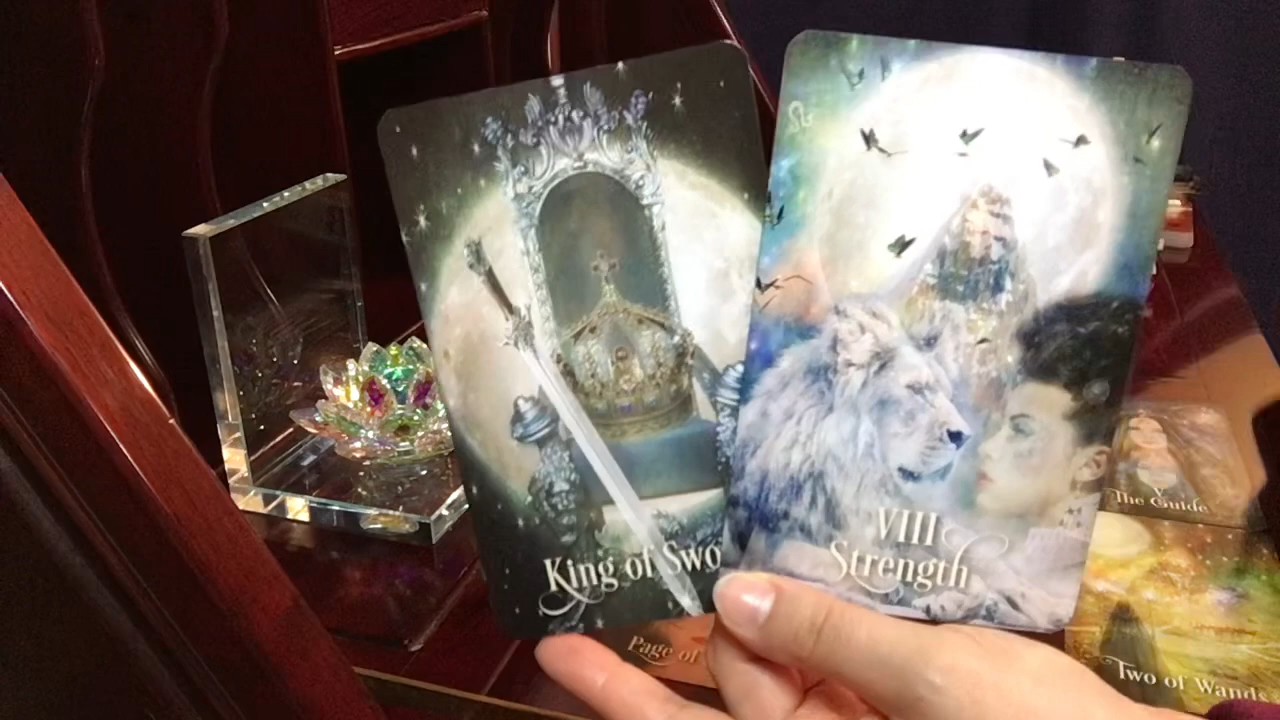 King of Swo
VIII
Strength
The Guide
Page of
Two of Wands